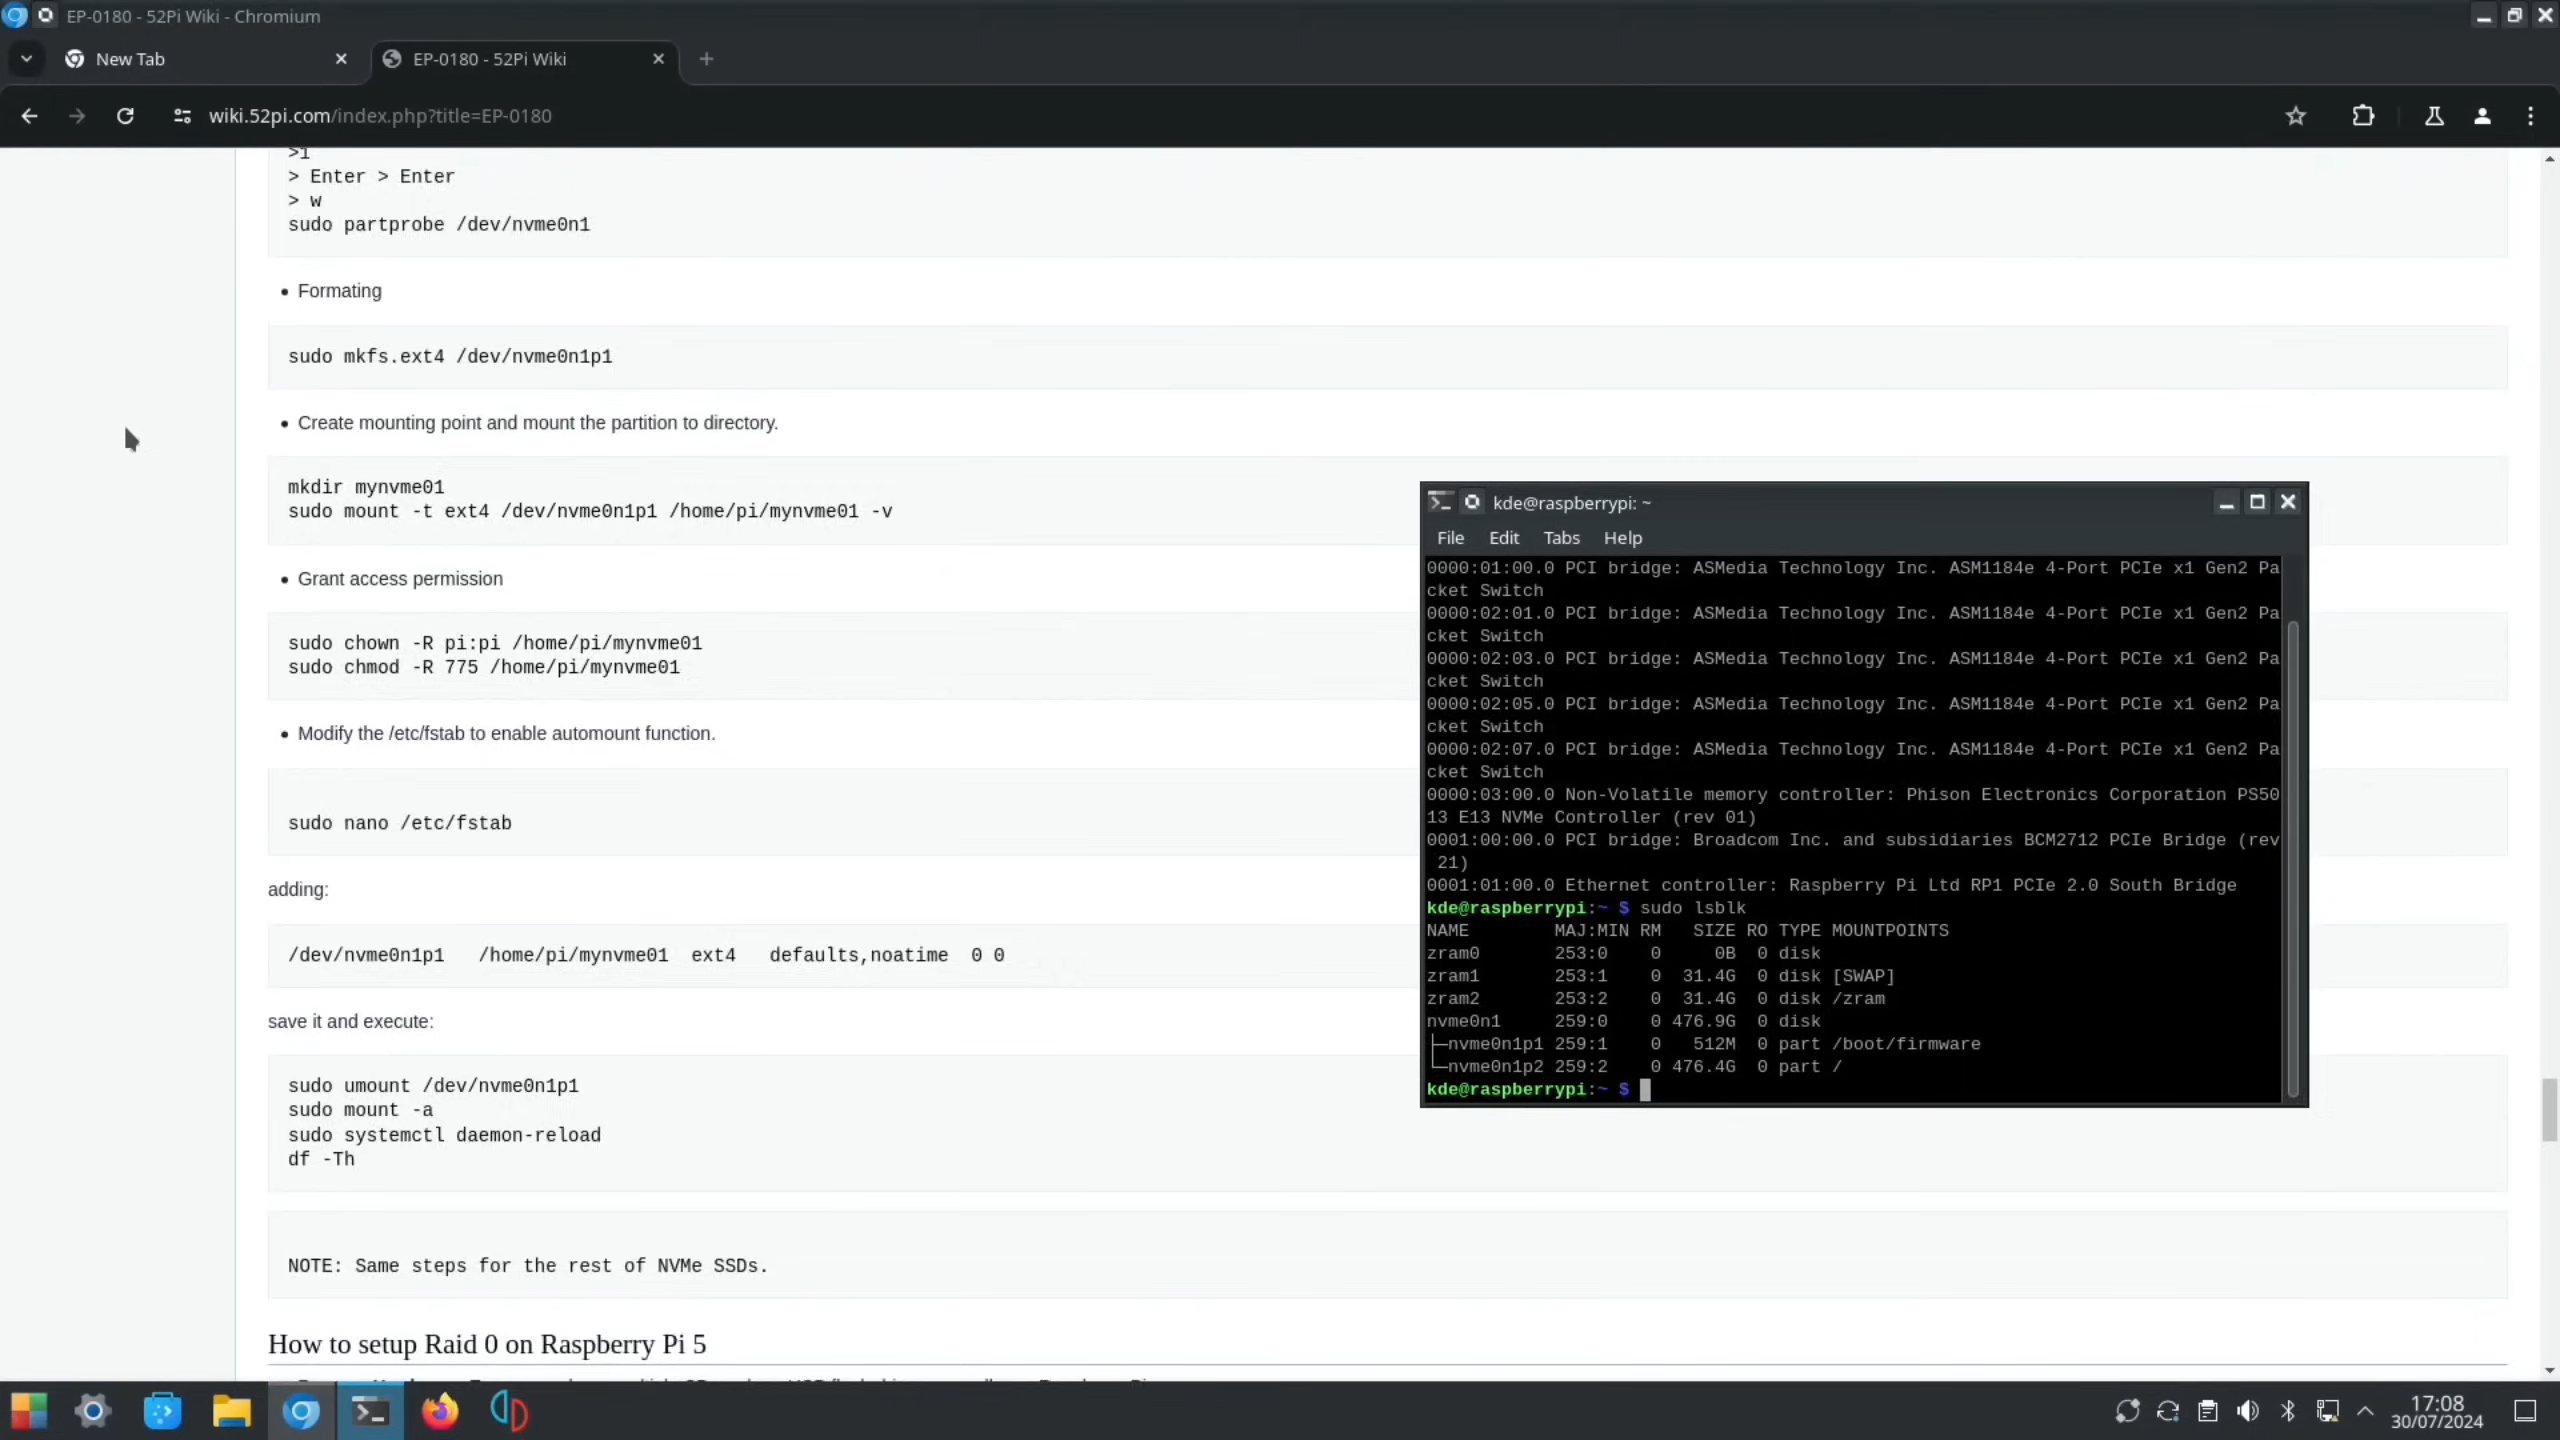 EP-0180 - 52Pi Wiki - Chromium
New Tab
EP-0180 - 52Pi Wiki
wiki.52pi.com/index.php?title=EP-0180
>1
> Enter > Enter
> w
sudo partprobe /dev/nvme0n1
• Formating
sudo mkfs.ext4 /dev/nvme0n1p1
• Create mounting point and mount the partition to directory.
mkdir mynvme01
sudo mount -t ext4 /dev/nvme0n1p1 /home/pi/mynvme01 -v
• Grant access permission
sudo chown -R pi:pi /home/pi/mynvme01
sudo chmod -R 775 /home/pi/mynvme01
• Modify the /etc/fstab to enable automount function.
sudo nano /etc/fstab
adding:
/dev/nvme0n1p1   /home/pi/mynvme01  ext4   defaults,noatime  0 0
save it and execute:
sudo umount /dev/nvme0n1p1
sudo mount -a
sudo systemctl daemon-reload
df -Th
NOTE: Same steps for the rest of NVMe SSDs.
How to setup Raid 0 on Raspberry Pi 5
kde@raspberrypi: ~
File Edit Tabs Help
0000:01:00.0 PCI bridge: ASMedia Technology Inc. ASM1184e 4-Port PCIe x1 Gen2 Pa
cket Switch
0000:02:01.0 PCI bridge: ASMedia Technology Inc. ASM1184e 4-Port PCIe x1 Gen2 Pa
cket Switch
0000:02:03.0 PCI bridge: ASMedia Technology Inc. ASM1184e 4-Port PCIe x1 Gen2 Pa
cket Switch
0000:02:05.0 PCI bridge: ASMedia Technology Inc. ASM1184e 4-Port PCIe x1 Gen2 Pa
cket Switch
0000:02:07.0 PCI bridge: ASMedia Technology Inc. ASM1184e 4-Port PCIe x1 Gen2 Pa
cket Switch
0000:03:00.0 Non-Volatile memory controller: Phison Electronics Corporation PS50
13 E13 NVMe Controller (rev 01)
0001:00:00.0 PCI bridge: Broadcom Inc. and subsidiaries BCM2712 PCIe Bridge (rev
 21)
0001:01:00.0 Ethernet controller: Raspberry Pi Ltd RP1 PCIe 2.0 South Bridge
kde@raspberrypi:~ $ sudo lsblk
NAME        MAJ:MIN RM   SIZE RO TYPE MOUNTPOINTS
zram0       253:0    0     0B  0 disk
zram1       253:1    0  31.4G  0 disk [SWAP]
zram2       253:2    0  31.4G  0 disk /zram
nvme0n1     259:0    0 476.9G  0 disk
├─nvme0n1p1 259:1    0   512M  0 part /boot/firmware
└─nvme0n1p2 259:2    0 476.4G  0 part /
kde@raspberrypi:~ $
17:08
30/07/2024